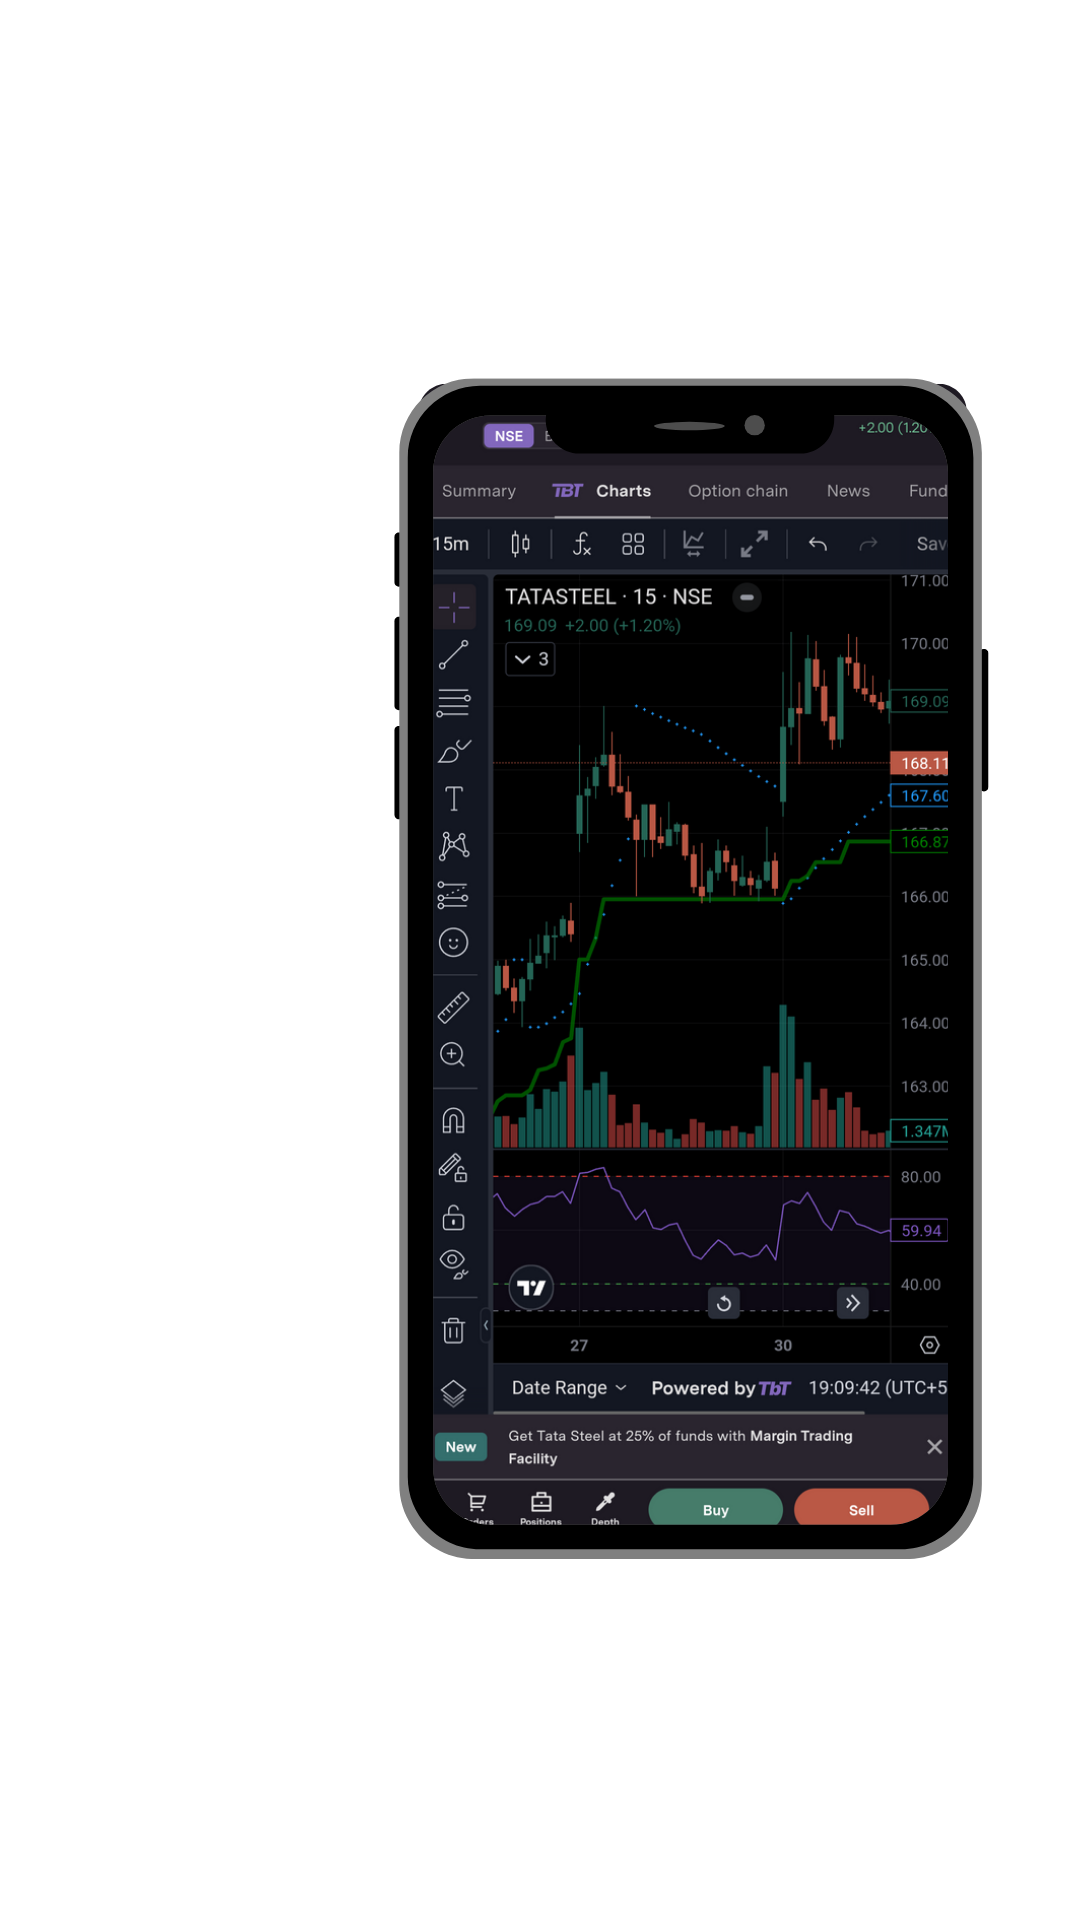 NSE
+2.00 (1.20
Summary TBT Charts Option chain News Fund
15m Sav
TATASTEEL · 15 · NSE
169.09 +2.00 (+1.20%)
3
171.00
170.00
169.09
168.11
167.60
166.87
166.00
165.00
164.00
163.00
1.347M
80.00
59.94
40.00
27 30
Date Range Powered by TbT 19:09:42 (UTC+5
New Get Tata Steel at 25% of funds with Margin Trading
Facility
Positions Depth Buy Sell